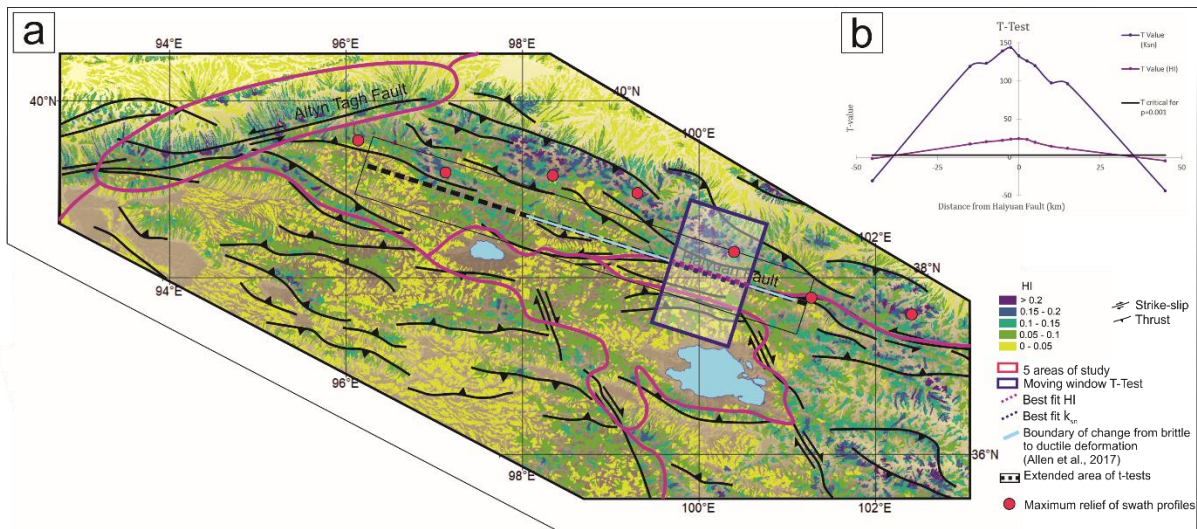 a
94°E
96°E
98°E
40°N
Altyn Tagh Fault
40°N
100°E
102°E
38°N
Fault
94°E
96°E
98°E
100°E
102°E
36°N
b
T-Test
T-value
150
100
50
0
-50
-50
0
50
Distance from Haiyuan Fault (km)
T Value
(Ksn)
T Value (HI)
T critical for
p=0.001
HI
> 0.2
0.15 - 0.2
0.1 - 0.15
0.05 - 0.1
0 - 0.05
Strike-slip
Thrust
5 areas of study
Moving window T-Test
Best fit HI
Best fit ksn
Boundary of change from brittle
to ductile deformation
(Allen et al., 2017)
Extended area of t-tests
Maximum relief of swath profiles